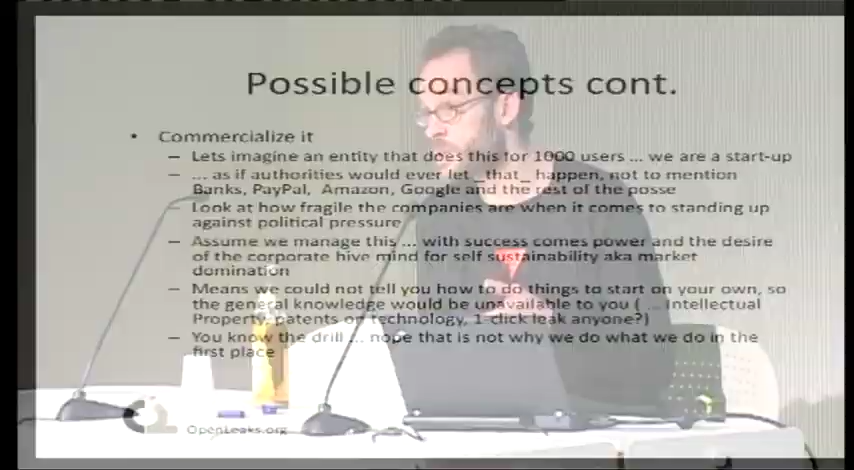 Possible concepts cont.
• Commercialize it
– Lets imagine an entity that does this for 1000 users ... we are a start-up
– ... as if authorities would ever let _that_ happen, not to mention
Banks, PayPal, Amazon, Google and the rest of the posse
– Look at how fragile the companies are when it comes to standing up
against political pressure
– Assume we manage this ... with success comes power and the desire
of the corporate hive mind for self sustainability aka market
domination
– Means we could not tell you how to do things to start on your own, so
the general knowledge would be unavailable to you ( ... Intellectual
Property, patents on technology, 1-click leak anyone?)
– You know the drill ... nope that is not why we do what we do in the
first place
OpenLeaks.org